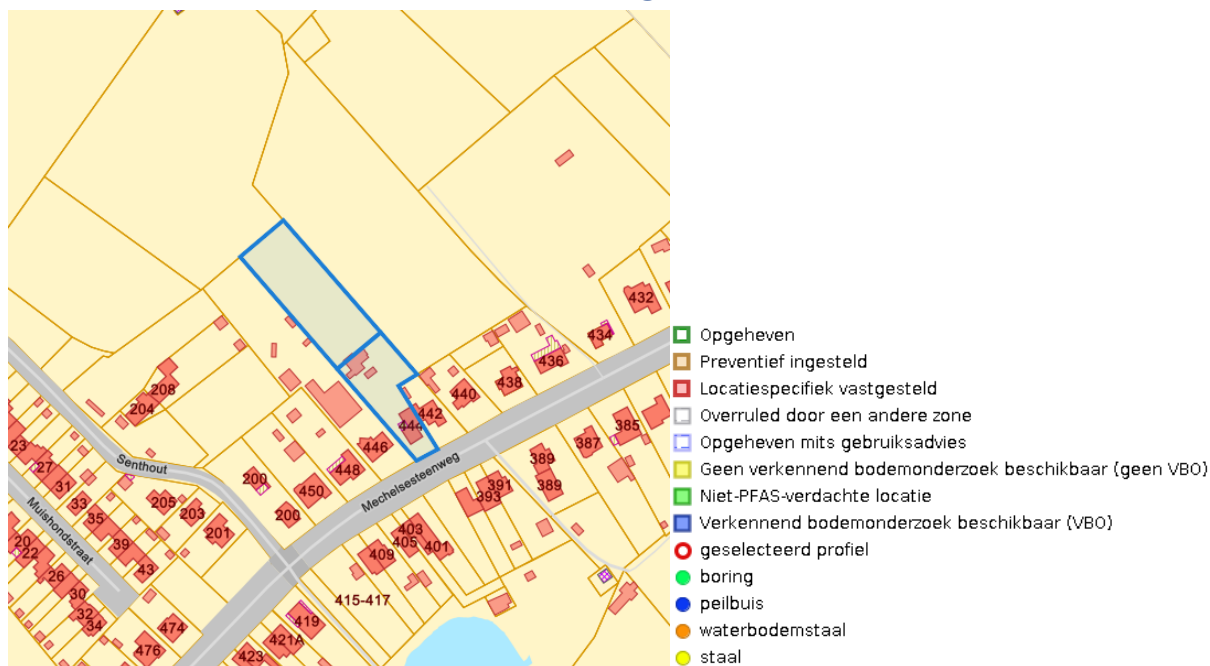 432
434
436
438
440
442
444
446
448
450
200
200
208
204
Senthout
Mechelsesteenweg
Muishondstraat
23
27
31
33
35
39
43
205
203
201
20
22
26
30
32
34
474
476
385
387
389
389
391
393
403
405
401
409
415-417
419
421A
423
Opgeheven
Preventief ingesteld
Locatiespecifiek vastgesteld
Overruled door een andere zone
Opgeheven mits gebruiksadvies
Geen verkennend bodemonderzoek beschikbaar (geen VBO)
Niet-PFAS-verdachte locatie
Verkennend bodemonderzoek beschikbaar (VBO)
geselecteerd profiel
boring
peilbuis
waterbodemstaal
staal